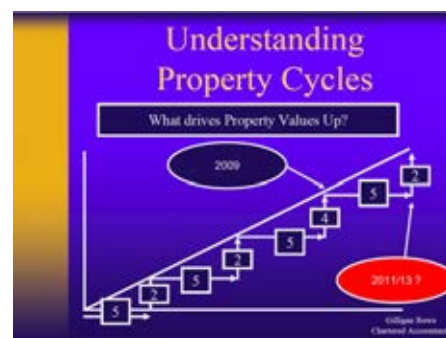 Understanding
Property Cycles
What drives Property Values Up?
2009
2
5
4
2
5
2
5
5
2011/13 ?
Gilligan Rowe
Chartered Accountant